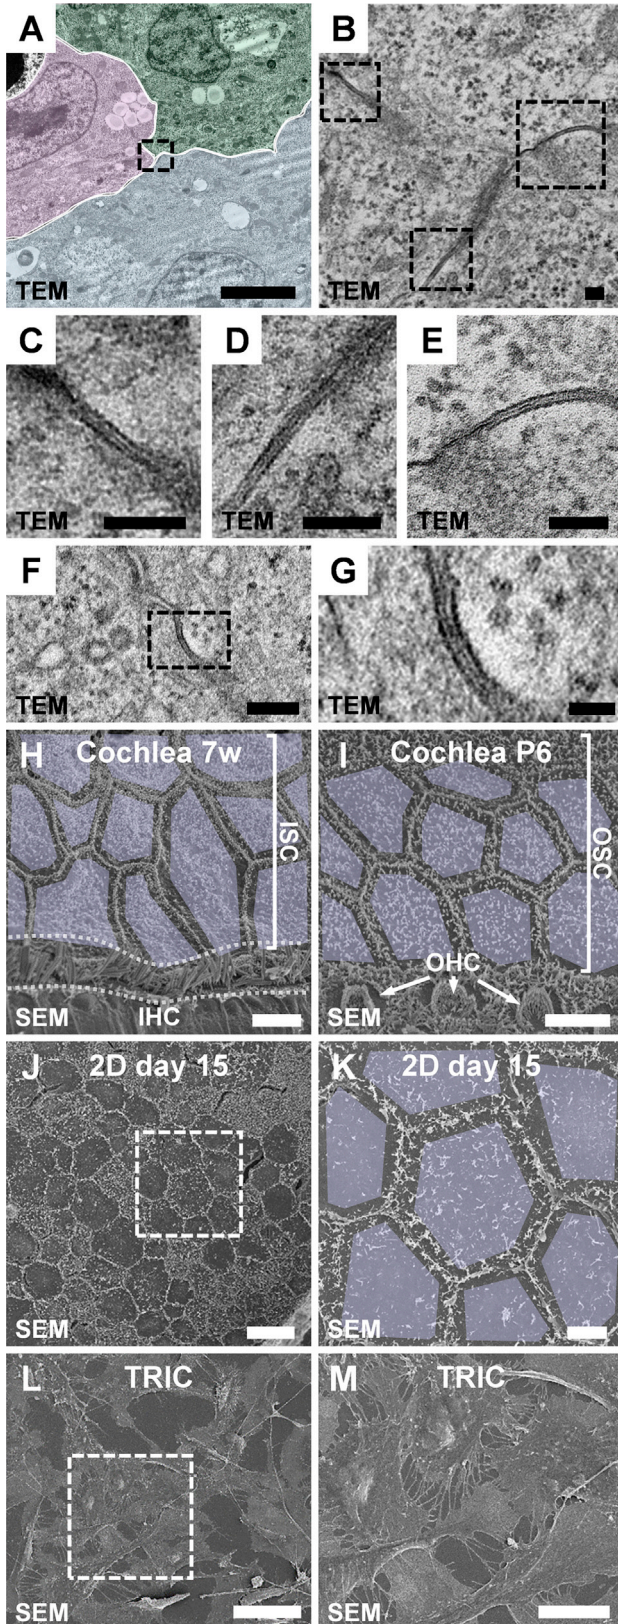 A
TEM
B
TEM
C
TEM
D
TEM
E
TEM
F
TEM
G
TEM
H
Cochlea 7w
ISC
SEM
IHC
I
Cochlea P6
OSC
OHC
SEM
J
2D day 15
SEM
K
2D day 15
SEM
L
TRIC
SEM
M
TRIC
SEM